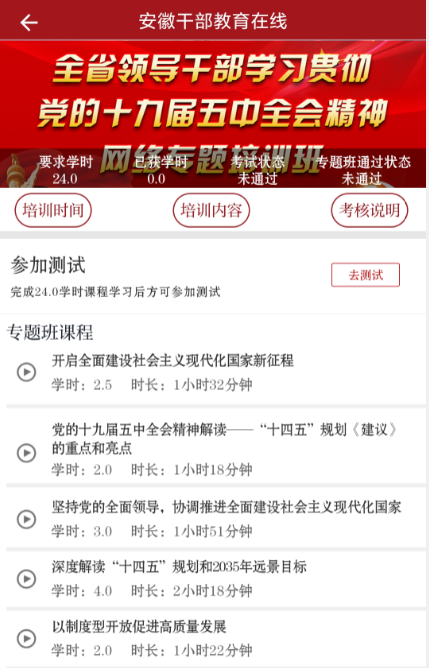 安徽干部教育在线
全省领导干部学习贯彻
党的十九届五中全会精神
网络专题培训班
要求学时 已获学时 考试状态 专题班通过状态
24.0 0.0 未通过 未通过
培训时间 培训内容 考核说明
参加测试
去测试
完成24.0学时课程学习后方可参加测试
专题班课程
开启全面建设社会主义现代化国家新征程
学时：2.5 时长：1小时32分钟
党的十九届五中全会精神解读——“十四五”规划《建议》
的重点和亮点
学时：2.0 时长：1小时18分钟
坚持党的全面领导，协调推进全面建设社会主义现代化国家
学时：3.0 时长：1小时51分钟
深度解读“十四五”规划和2035年远景目标
学时：4.0 时长：2小时18分钟
以制度型开放促进高质量发展
学时：2.0 时长：1小时22分钟